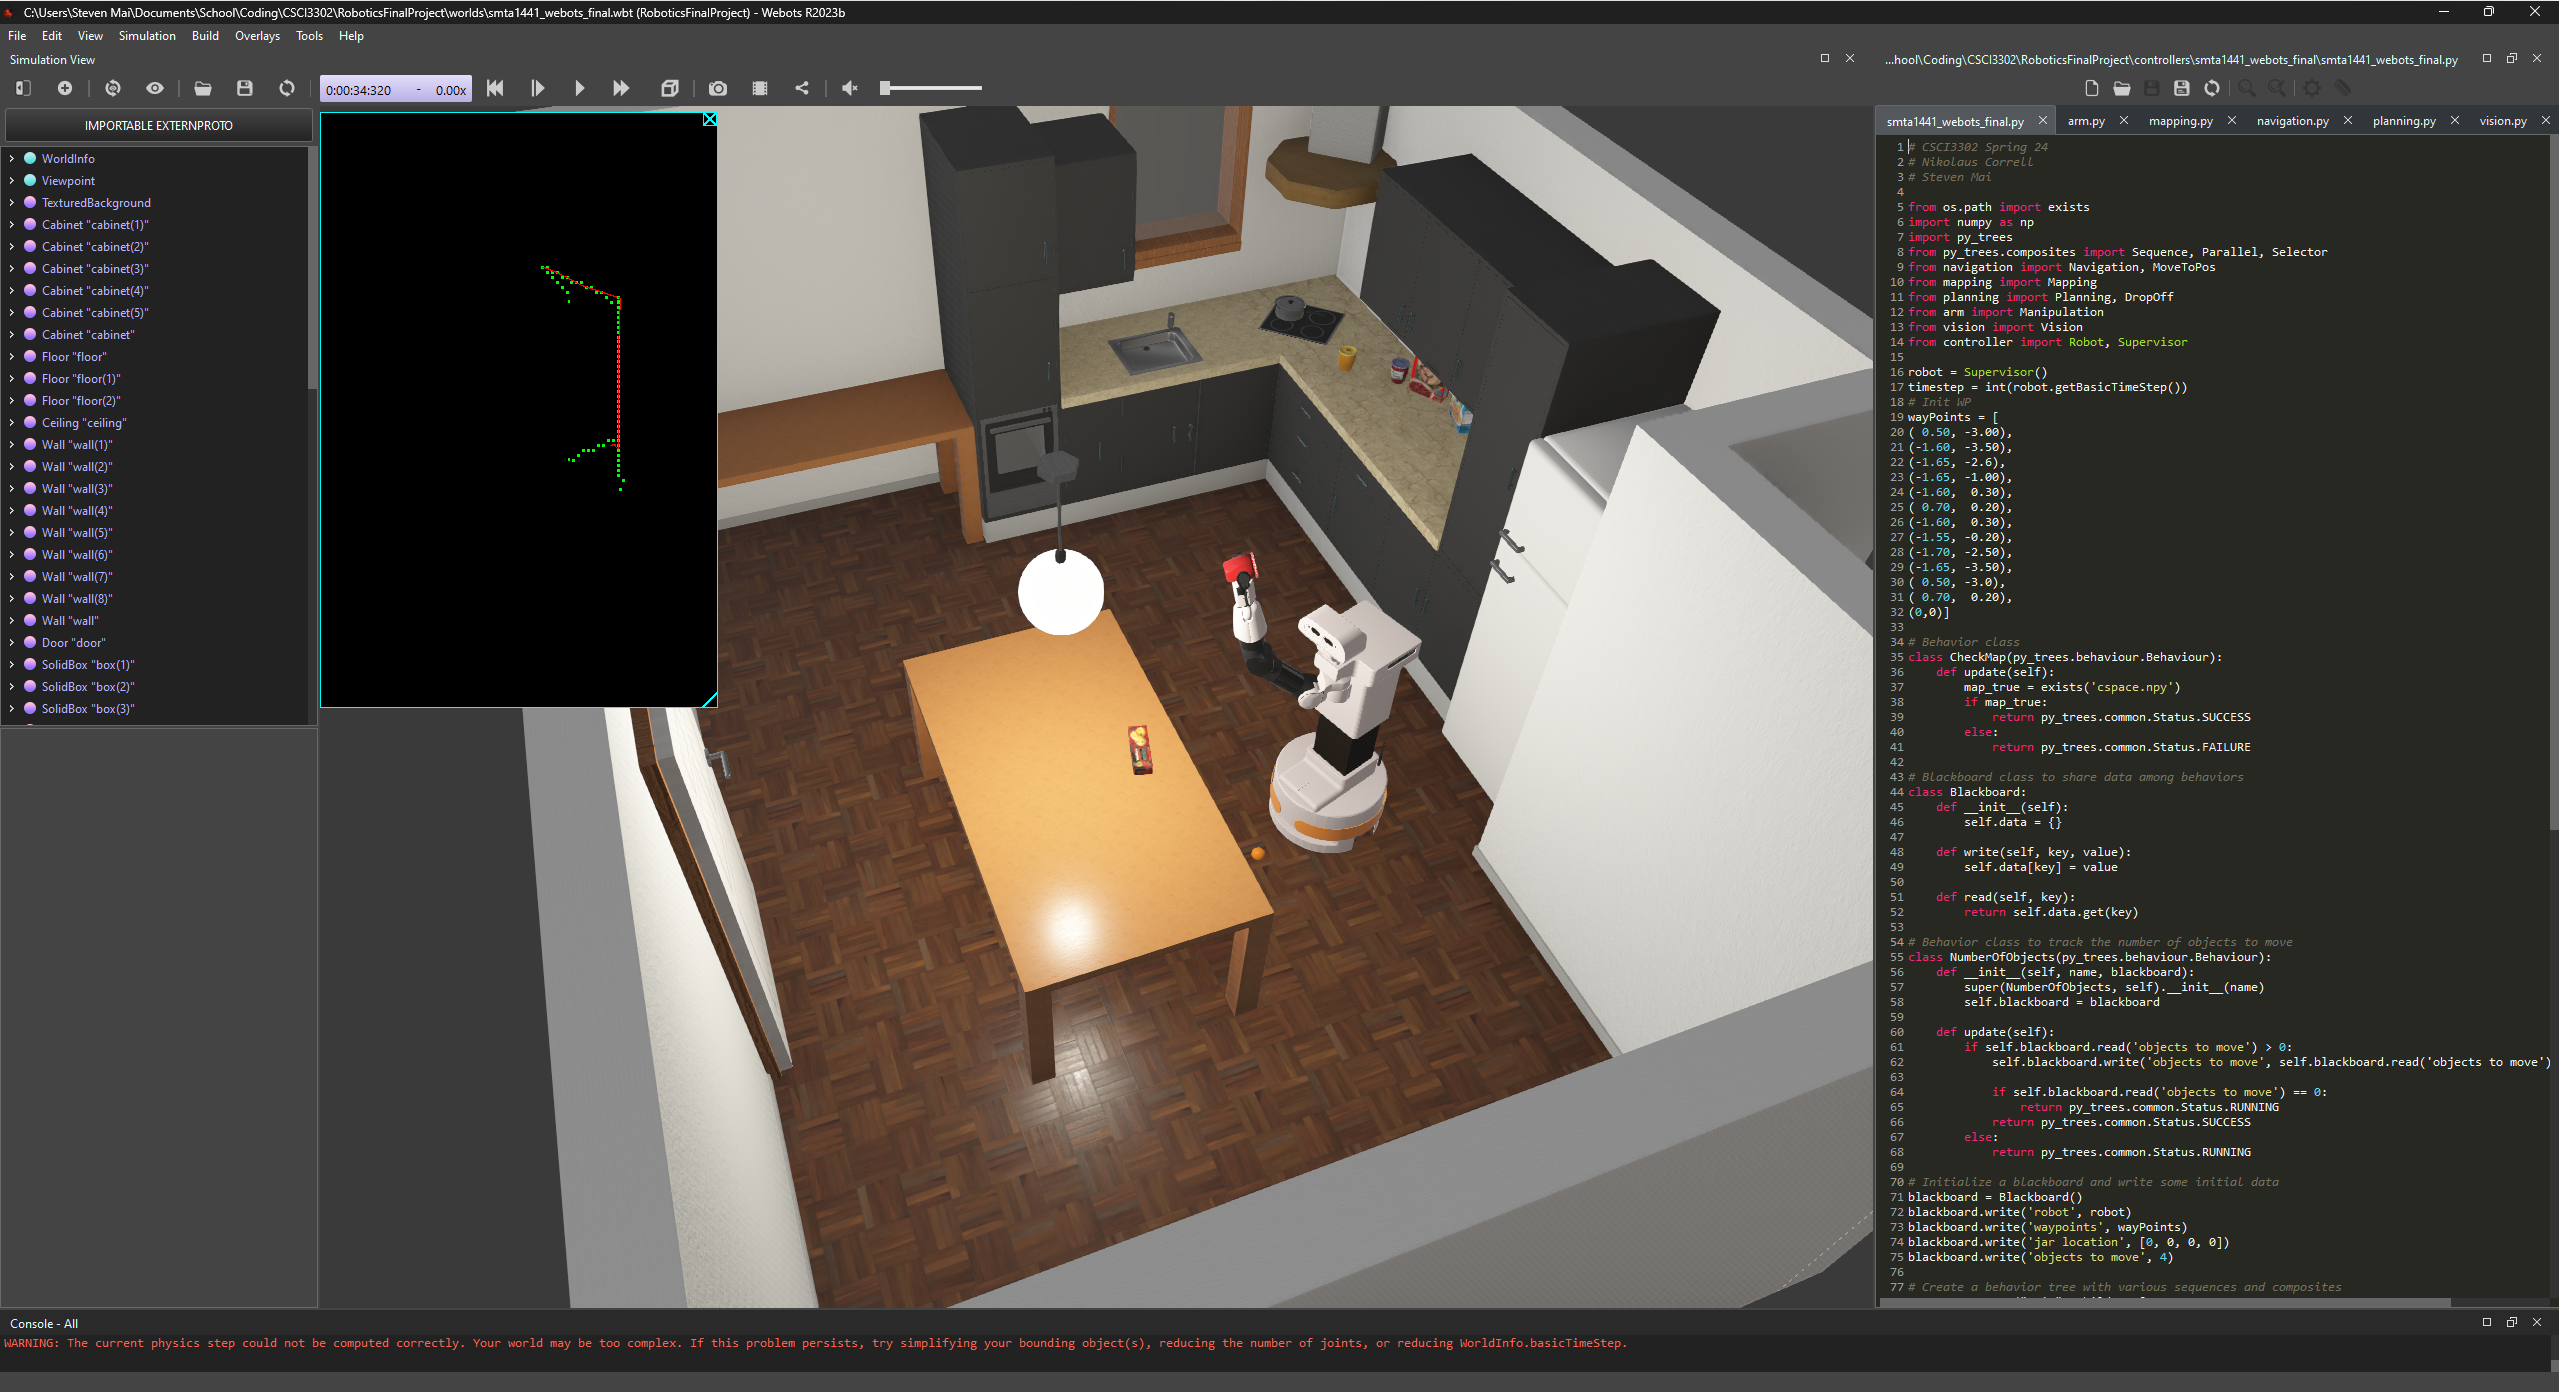 C:\Users\Steven Mai\Documents\School\Coding\CSCI3302\RoboticsFinalProject\worlds\smta1441_webots_final.wbt (RoboticsFinalProject) - Webots R2023b
File Edit View Simulation Build Overlays Tools Help
Simulation View
0:00:34:320 - 0.00x
IMPORTABLE EXTERNPROTO
WorldInfo
Viewpoint
TexturedBackground
Cabinet "cabinet(1)"
Cabinet "cabinet(2)"
Cabinet "cabinet(3)"
Cabinet "cabinet(4)"
Cabinet "cabinet(5)"
Cabinet "cabinet"
Floor "floor"
Floor "floor(1)"
Floor "floor(2)"
Ceiling "ceiling"
Wall "wall(1)"
Wall "wall(2)"
Wall "wall(3)"
Wall "wall(4)"
Wall "wall(5)"
Wall "wall(6)"
Wall "wall(7)"
Wall "wall(8)"
Wall "wall"
Door "door"
SolidBox "box(1)"
SolidBox "box(2)"
SolidBox "box(3)"
...hool\Coding\CSCI3302\RoboticsFinalProject\controllers\smta1441_webots_final\smta1441_webots_final.py
smta1441_webots_final.py arm.py mapping.py navigation.py planning.py vision.py
1 # CSCI3302 Spring 24
2 # Nikolaus Correll
3 # Steven Mai
4
5 from os.path import exists
6 import numpy as np
7 import py_trees
8 from py_trees.composites import Sequence, Parallel, Selector
9 from navigation import Navigation, MoveToPos
10 from mapping import Mapping
11 from planning import Planning, DropOff
12 from arm import Manipulation
13 from vision import Vision
14 from controller import Robot, Supervisor
15
16 robot = Supervisor()
17 timestep = int(robot.getBasicTimeStep())
18 # Init WP
19 wayPoints = [
20 ( 0.50, -3.00),
21 (-1.60, -3.50),
22 (-1.65, -2.6),
23 (-1.65, -1.00),
24 (-1.60,  0.30),
25 ( 0.70,  0.20),
26 (-1.60,  0.30),
27 (-1.55, -0.20),
28 (-1.70, -2.50),
29 (-1.65, -3.50),
30 ( 0.50, -3.0),
31 ( 0.70,  0.20),
32 (0,0)]
33
34 # Behavior class
35 class CheckMap(py_trees.behaviour.Behaviour):
36     def update(self):
37         map_true = exists('cspace.npy')
38         if map_true:
39             return py_trees.common.Status.SUCCESS
40         else:
41             return py_trees.common.Status.FAILURE
42
43 # Blackboard class to share data among behaviors
44 class Blackboard:
45     def __init__(self):
46         self.data = {}
47
48     def write(self, key, value):
49         self.data[key] = value
50
51     def read(self, key):
52         return self.data.get(key)
53
54 # Behavior class to track the number of objects to move
55 class NumberOfObjects(py_trees.behaviour.Behaviour):
56     def __init__(self, name, blackboard):
57         super(NumberOfObjects, self).__init__(name)
58         self.blackboard = blackboard
59
60     def update(self):
61         if self.blackboard.read('objects to move') > 0:
62             self.blackboard.write('objects to move', self.blackboard.read('objects to move')
63
64             if self.blackboard.read('objects to move') == 0:
65                 return py_trees.common.Status.RUNNING
66             return py_trees.common.Status.SUCCESS
67         else:
68             return py_trees.common.Status.RUNNING
69
70 # Initialize a blackboard and write some initial data
71 blackboard = Blackboard()
72 blackboard.write('robot', robot)
73 blackboard.write('waypoints', wayPoints)
74 blackboard.write('jar location', [0, 0, 0, 0])
75 blackboard.write('objects to move', 4)
76
77 # Create a behavior tree with various sequences and composites
Console - All
WARNING: The current physics step could not be computed correctly. Your world may be too complex. If this problem persists, try simplifying your bounding object(s), reducing the number of joints, or reducing WorldInfo.basicTimeStep.